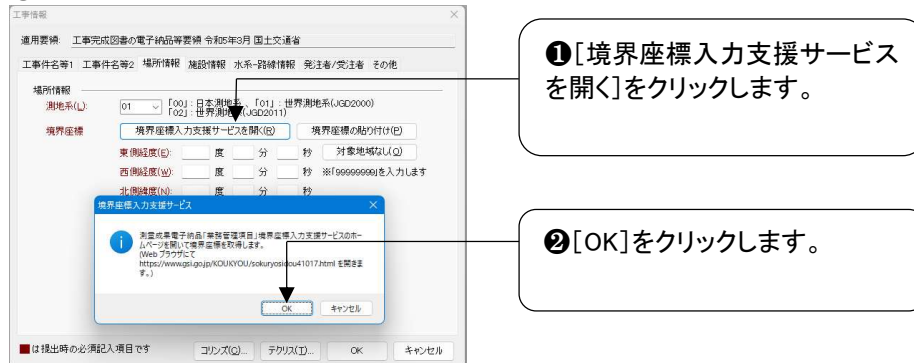 工事情報
適用要領: 工事完成図書の電子納品等要領 令和5年3月 国土交通省
工事件名等1 工事件名等2 場所情報 施設情報 水系-路線情報 発注者/受注者 その他
場所情報
測地系(L): 01 「00」: 日本測地系、「01」: 世界測地系(JGD2000)
「02」: 世界測地系(JGD2011)
境界座標 境界座標入力支援サービスを開く(R) 境界座標の貼り付け(P)
東側経度(E): 度 分 秒 対象地域なし(O)
西側経度(W): 度 分 秒 ※「99999999」を入力します
北側緯度(N): 度 分 秒
境界座標入力支援サービス
測量成果電子納品「業務管理項目」境界座標入力支援サービスのホー
ムページを開いて境界座標を取得します。
(Web ブラウザにて
https://www.gsi.go.jp/KOUKYOU/sokuryosidou41017.html を開きま
す。)
OK キャンセル
■は提出時の必須記入項目です コリンズ(C)... テクリス(T)... OK キャンセル
❶[境界座標入力支援サービス
を開く]をクリックします。
❷[OK]をクリックします。